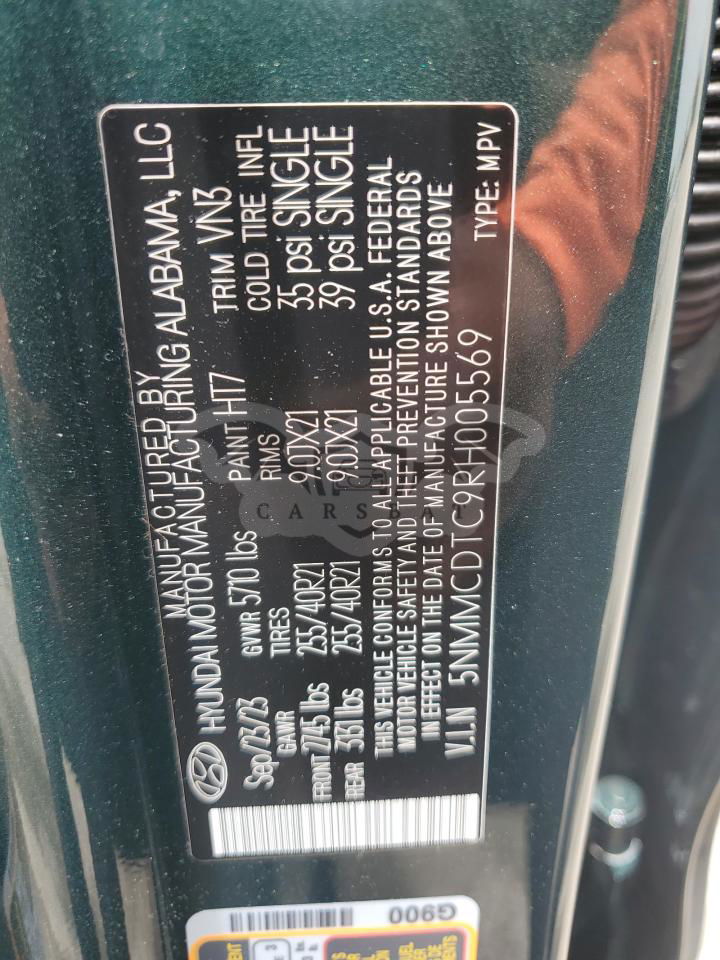 MANUFACTURED BY
HYUNDAI MOTOR MANUFACTURING ALABAMA, LLC
Sep/23/23 GVWR 5710 lbs PAINT HT7 TRIM VN3
GAWR TIRES RIMS COLD TIRE INFL
FRONT 2745 lbs 255/40R21 9.0JX21 35 psi SINGLE
REAR 3131 lbs 255/40R21 9.0JX21 39 psi SINGLE
THIS VEHICLE CONFORMS TO ALL APPLICABLE U.S.A. FEDERAL
MOTOR VEHICLE SAFETY AND THEFT PREVENTION STANDARDS
IN EFFECT ON THE DATE OF MANUFACTURE SHOWN ABOVE
V.I.N 5NMMCDTC9RH005569 TYPE: MPV
CARSBAT
G900